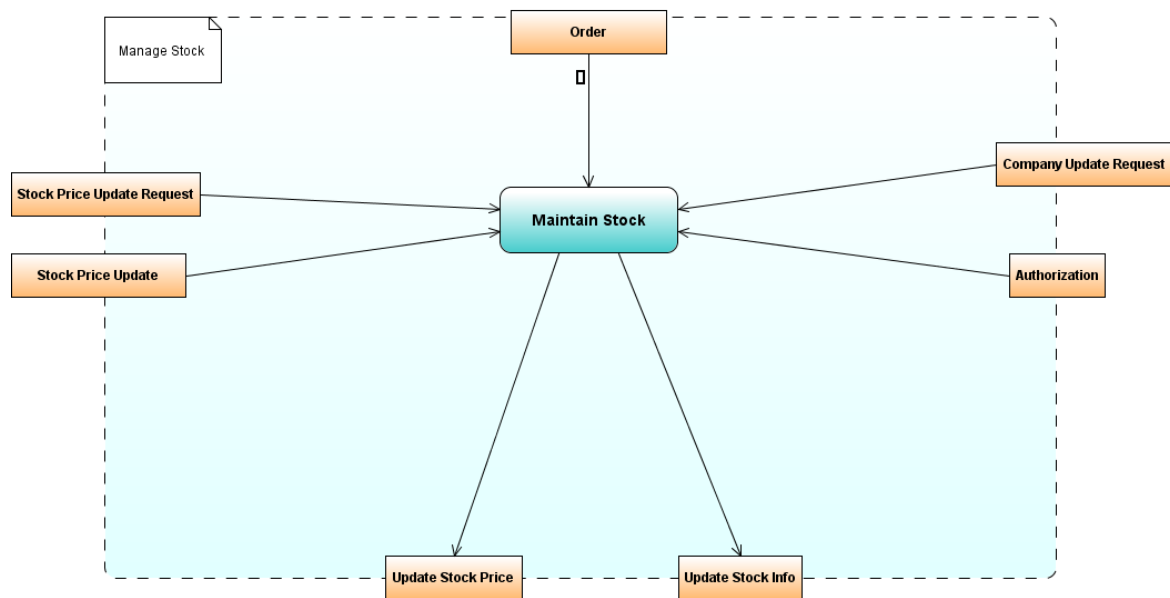 Manage Stock
Order
Company Update Request
Stock Price Update Request
Maintain Stock
Stock Price Update
Authorization
Update Stock Price
Update Stock Info